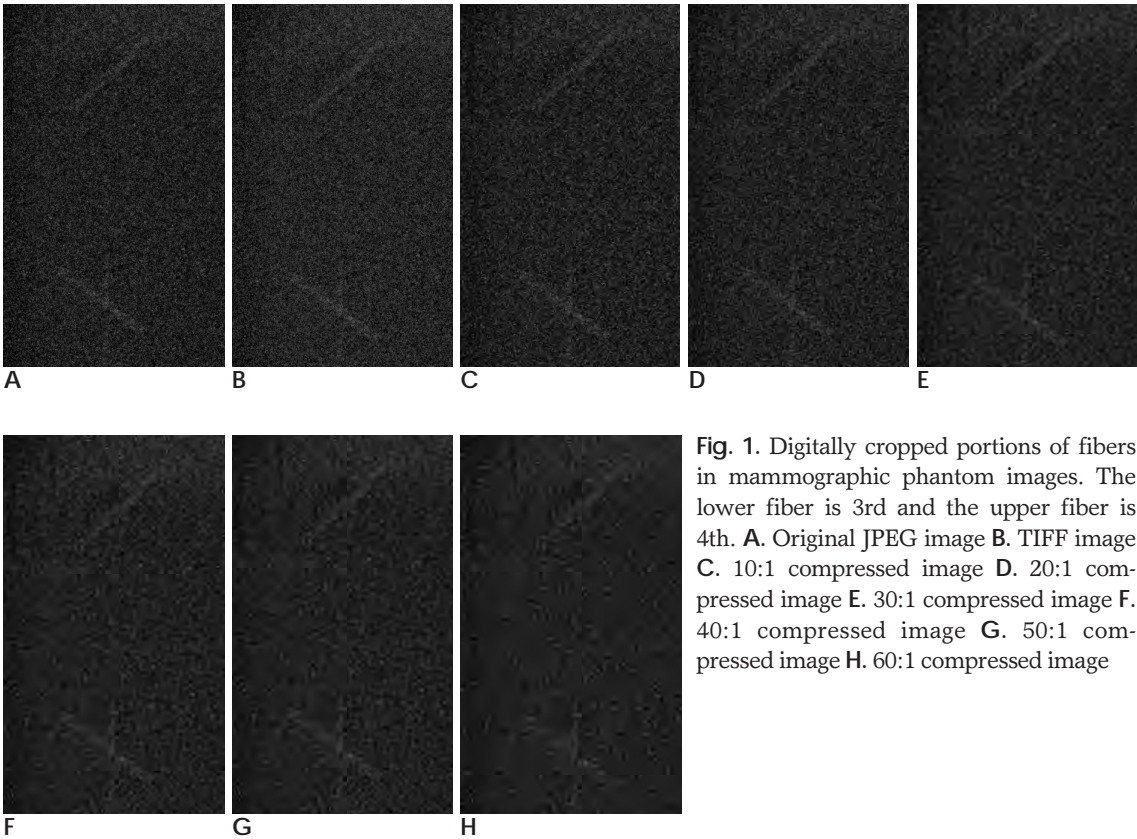 A
B
C
D
E
F
G
H
Fig. 1. Digitally cropped portions of fibers
in mammographic phantom images. The
lower fiber is 3rd and the upper fiber is
4th. A. Original JPEG image B. TIFF image
C. 10:1 compressed image D. 20:1 com-
pressed image E. 30:1 compressed image F.
40:1 compressed image G. 50:1 com-
pressed image H. 60:1 compressed image